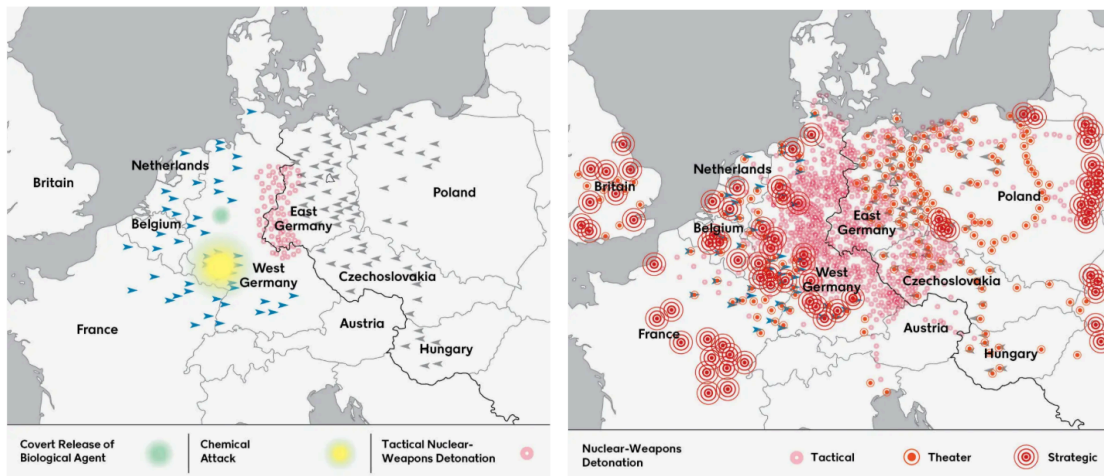 Netherlands
Britain
Poland
Belgium
East
Germany
West
Germany
Czechoslovakia
France
Austria
Hungary
Covert Release of
Biological Agent
Chemical
Attack
Tactical Nuclear-
Weapons Detonation
Netherlands
Britain
Poland
Belgium
East
Germany
West
Germany
Czechoslovakia
France
Austria
Hungary
Nuclear-Weapons
Detonation
Tactical
Theater
Strategic